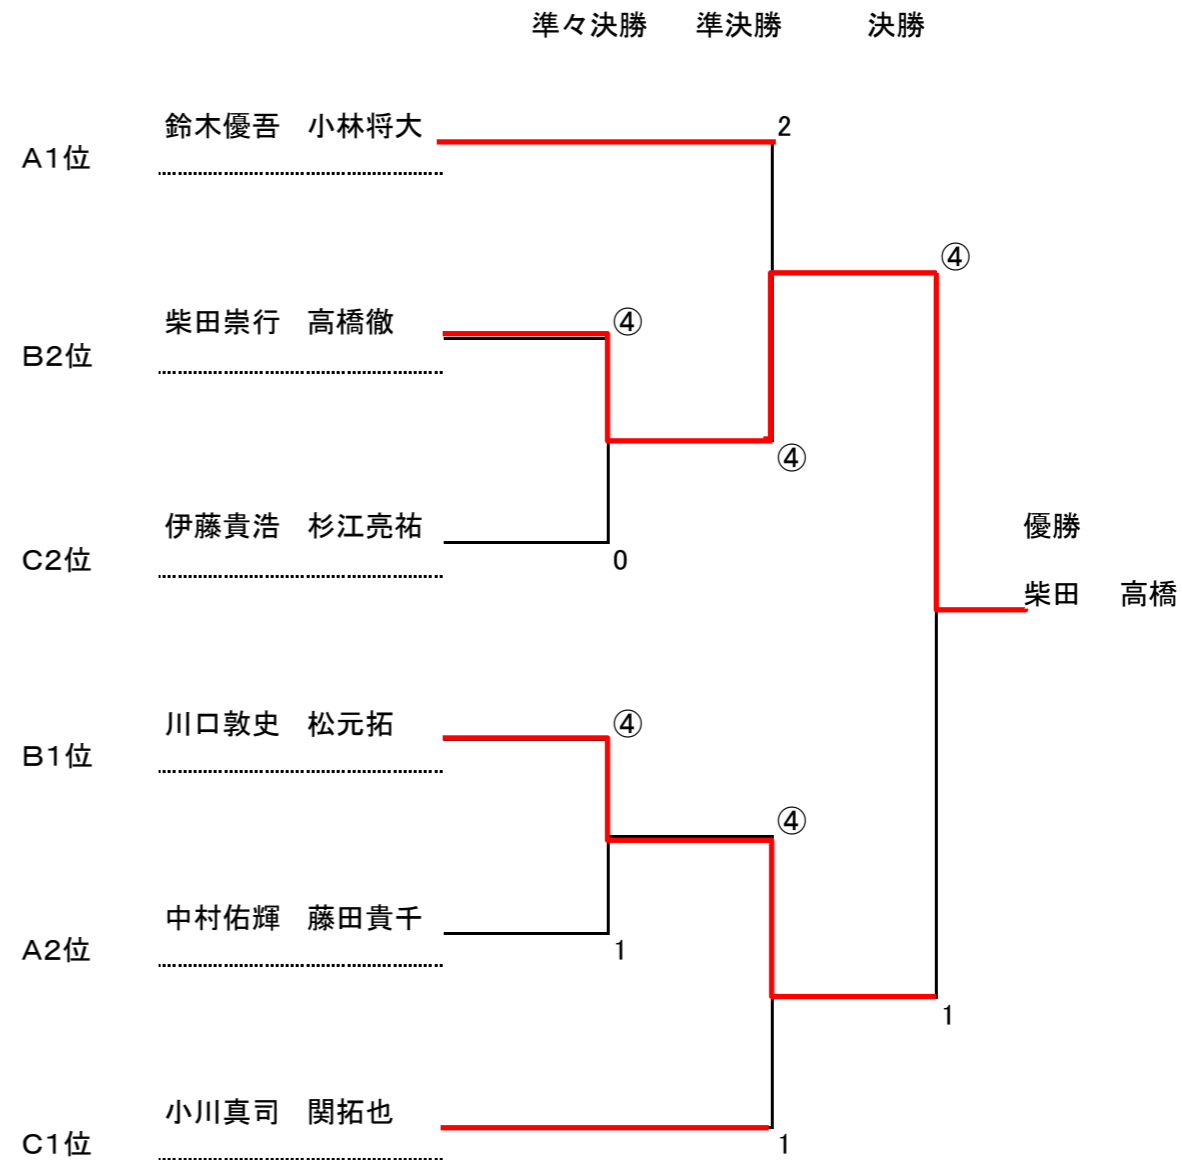 準々決勝 準決勝 決勝
鈴木優吾 小林将大 2
A1位
④
柴田崇行 高橋徹 ④
B2位
④
伊藤貴浩 杉江亮祐 優勝
C2位 0
柴田 高橋
川口敦史 松元拓 ④
B1位
④
中村佑輝 藤田貴千
A2位 1
1
小川真司 関拓也
C1位 1